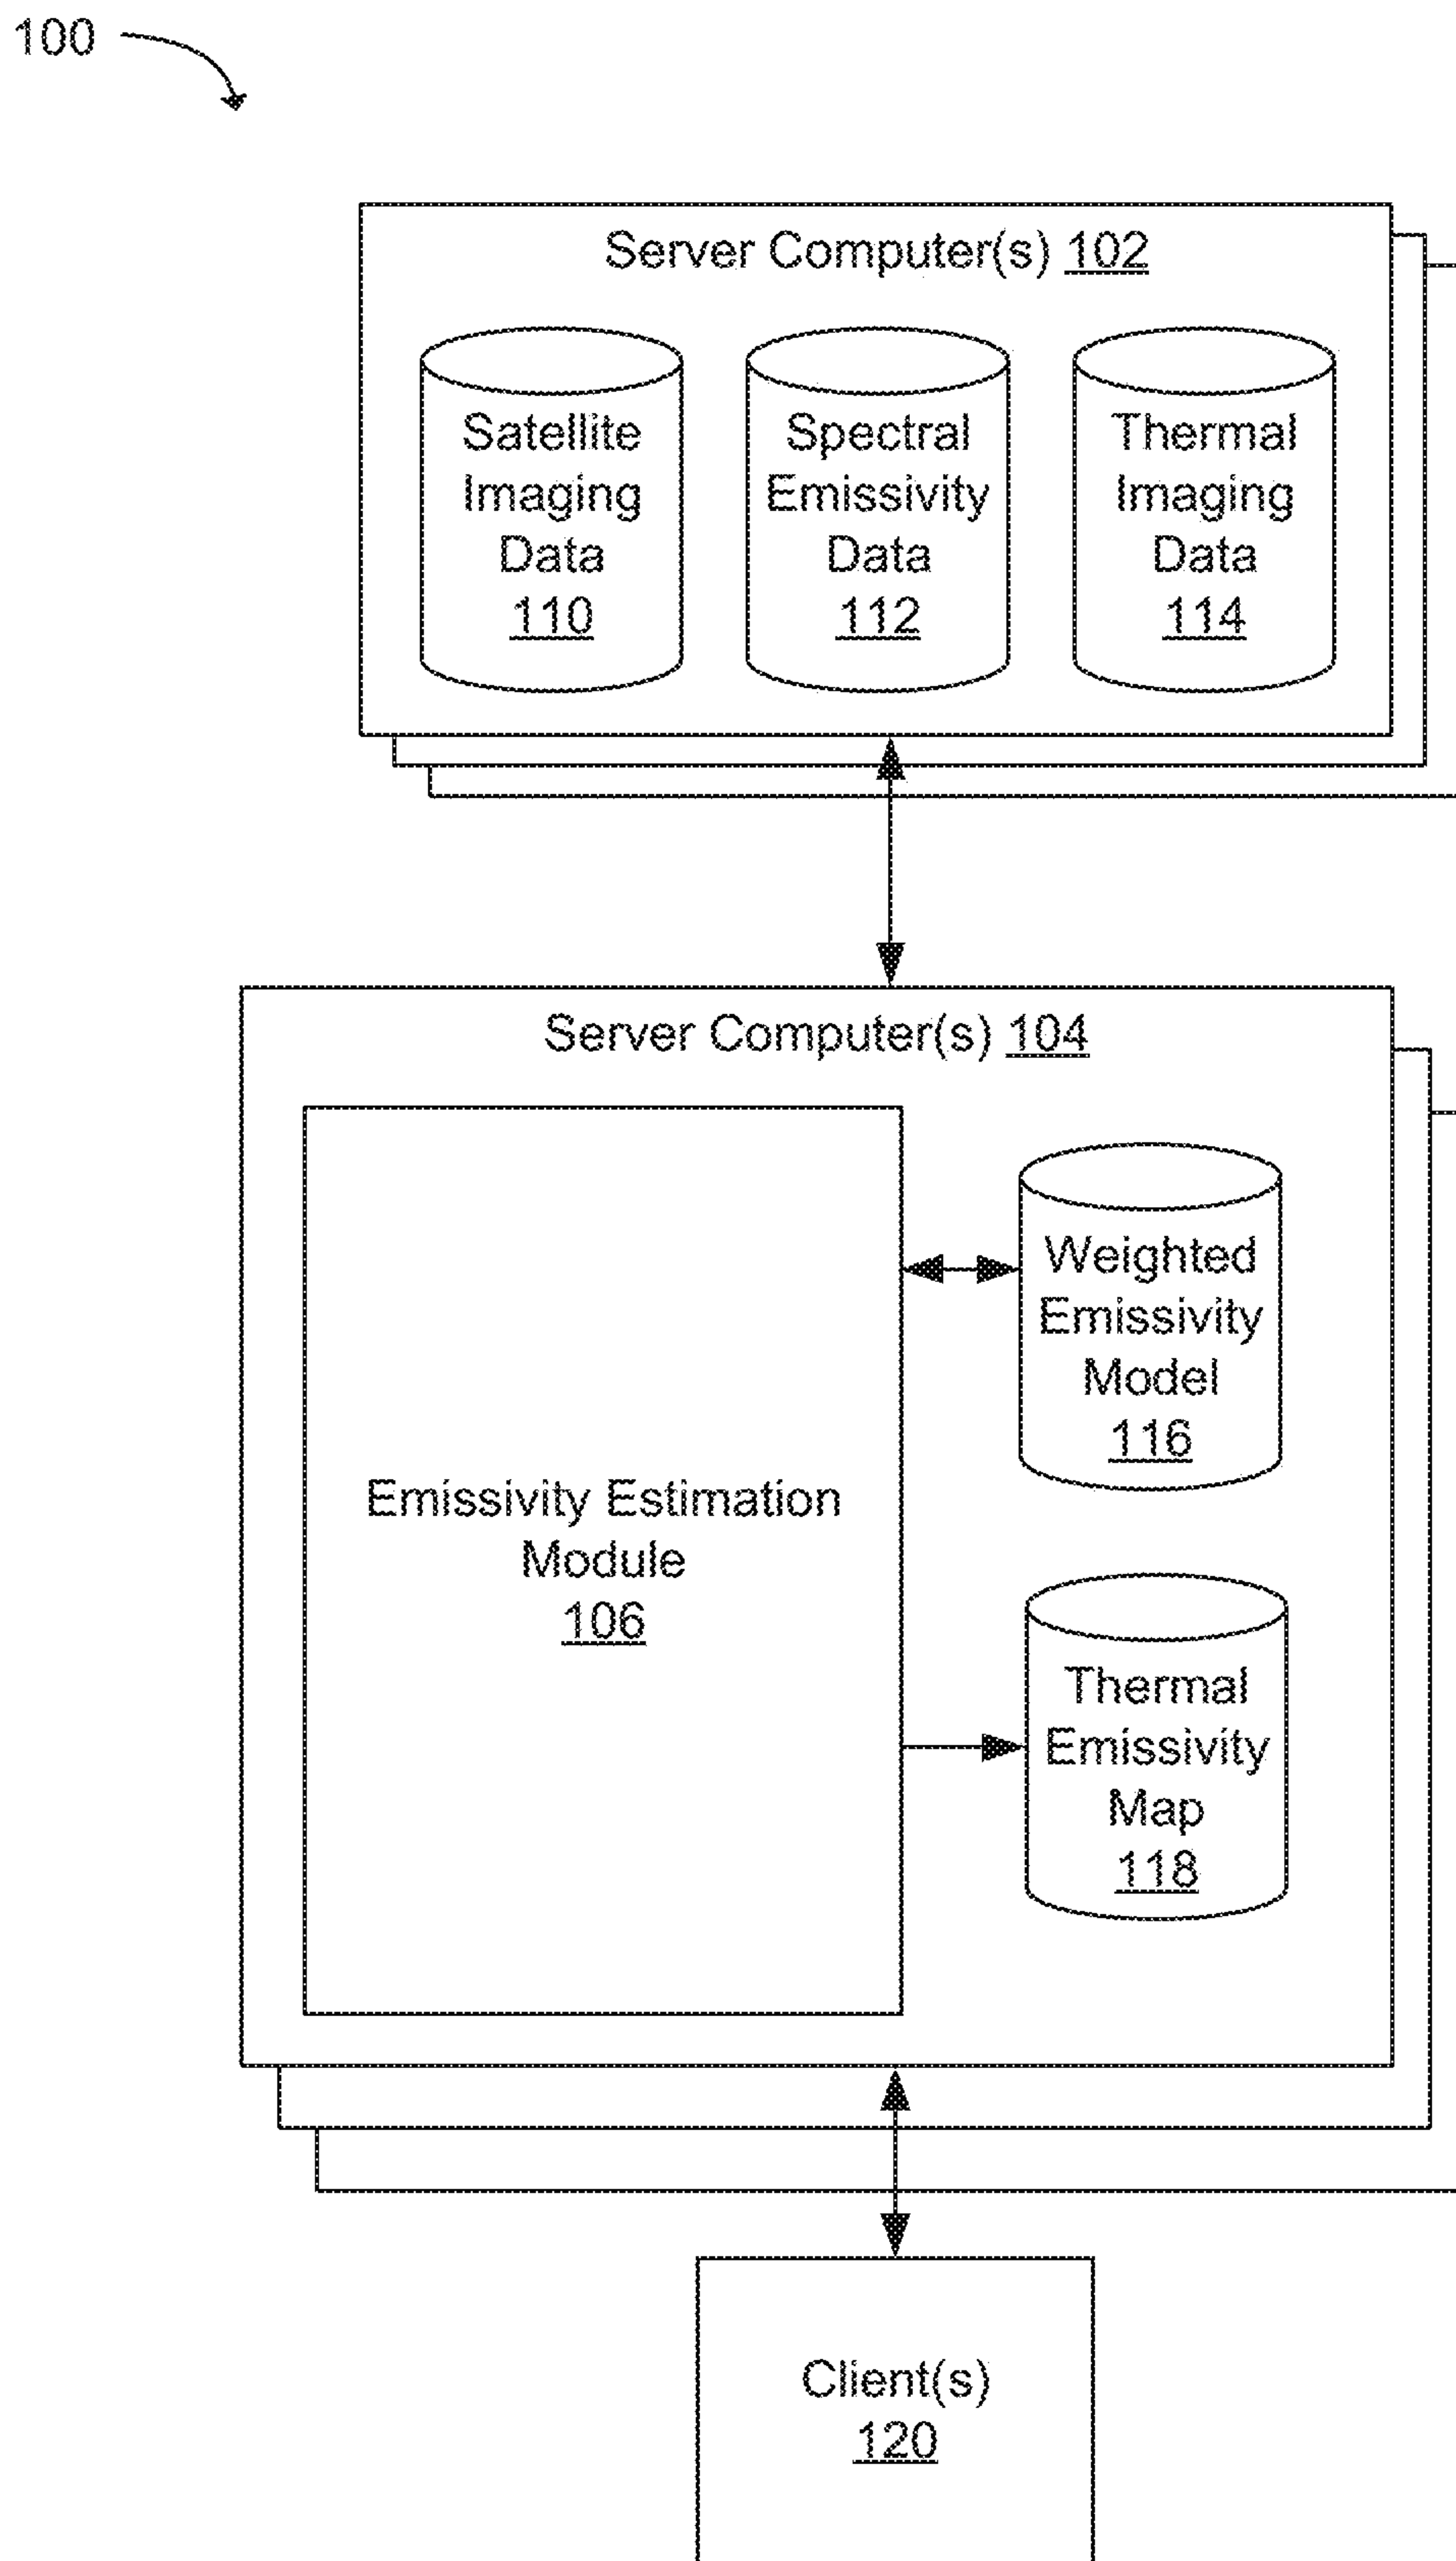 100
Server Computer(s) 102
Satellite
Imaging
Data
110
Spectral
Emissivity
Data
112
Thermal
Imaging
Data
114
Server Computer(s) 104
Emissivity Estimation
Module
106
Weighted
Emissivity
Model
116
Thermal
Emissivity
Map
118
Client(s)
120